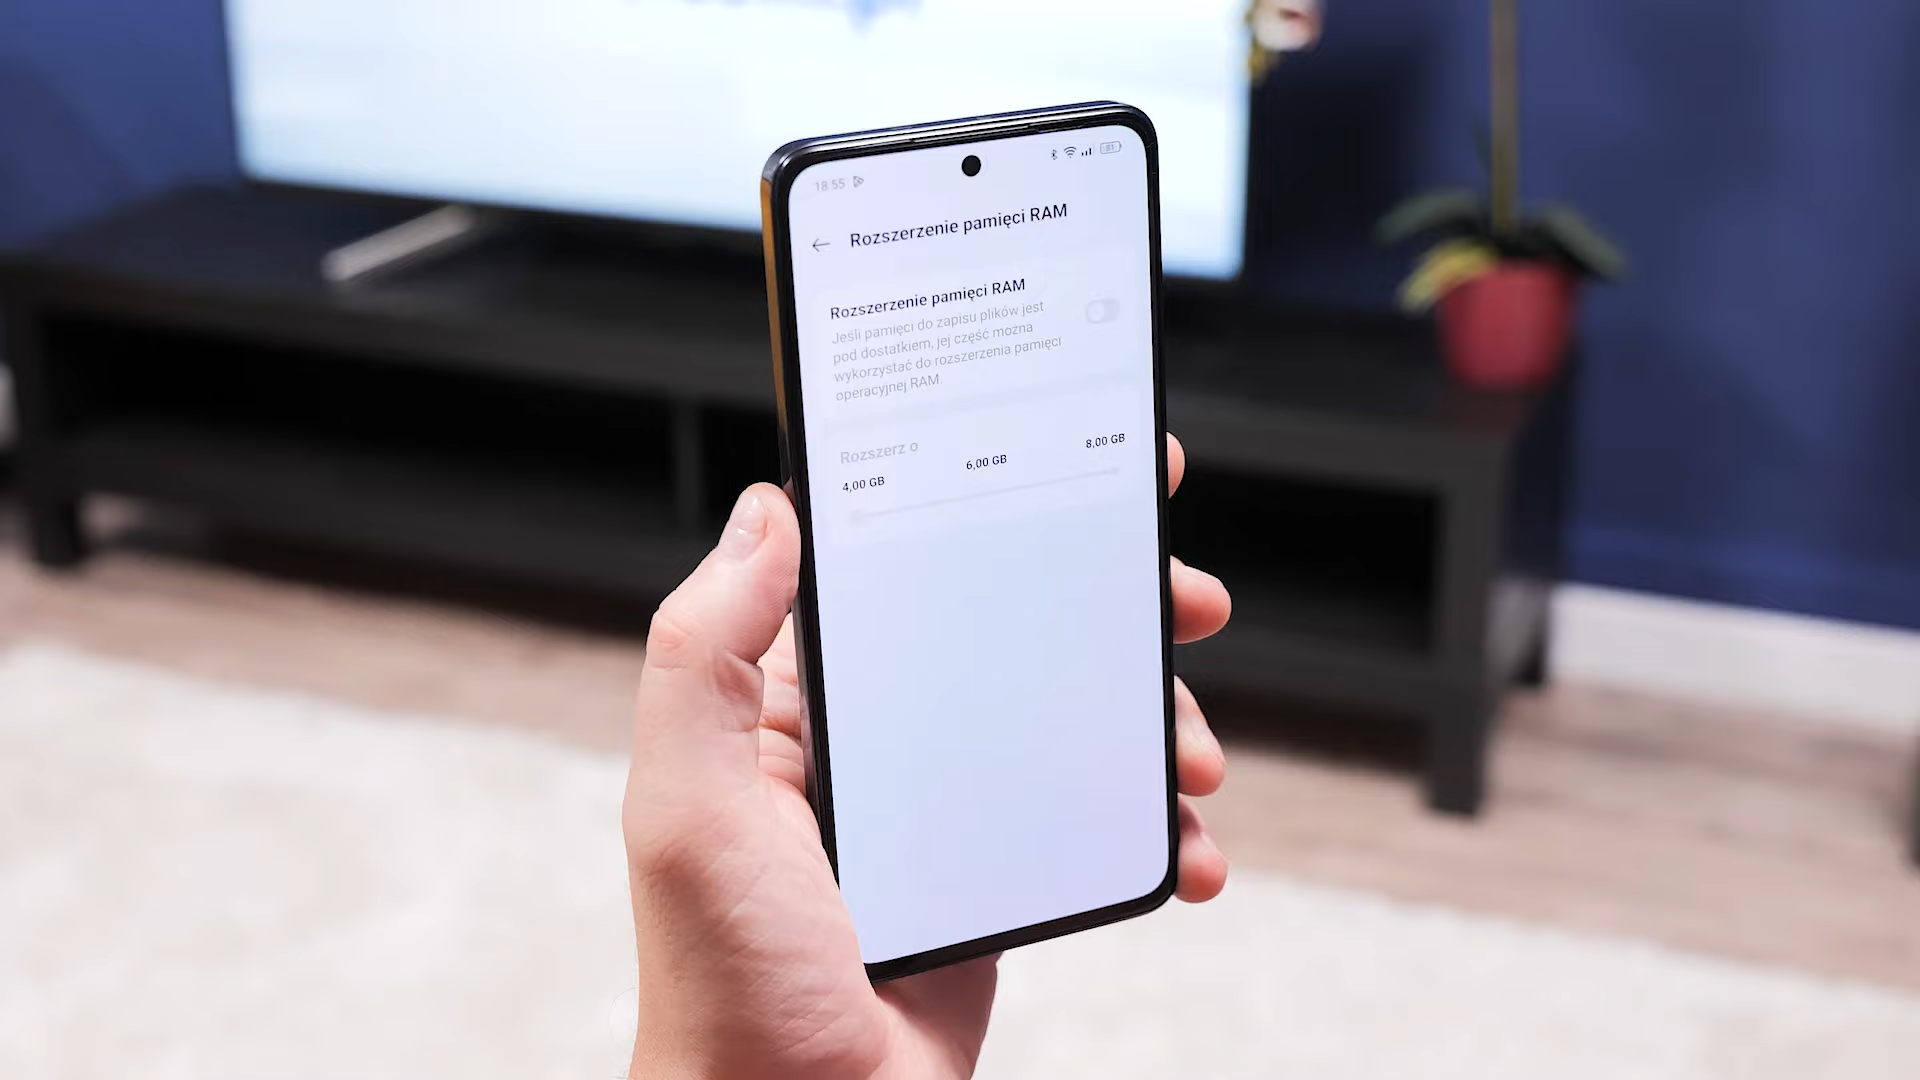 18:55
81
Rozszerzenie pamięci RAM
Rozszerzenie pamięci RAM
Jeśli pamięci do zapisu plików jest
pod dostatkiem, jej część można
wykorzystać do rozszerzenia pamięci
operacyjnej RAM.
Rozszerz o
4,00 GB
6,00 GB
8,00 GB